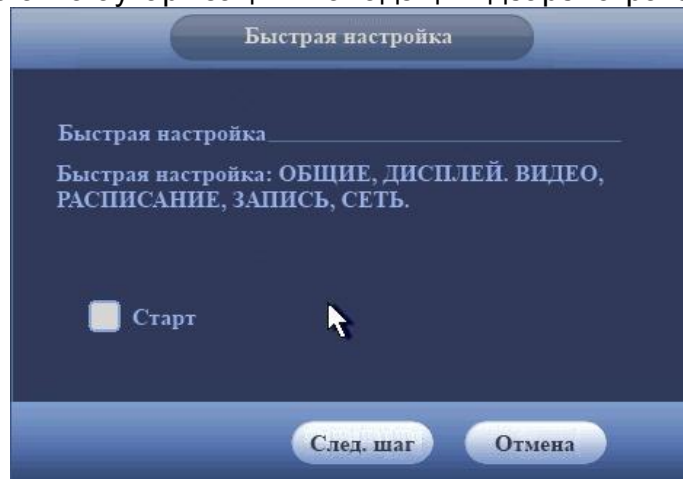 Быстрая настройка
Быстрая настройка
Быстрая настройка: ОБЩИЕ, ДИСПЛЕЙ. ВИДЕО,
РАСПИСАНИЕ, ЗАПИСЬ, СЕТЬ.
Старт
След. шаг Отмена